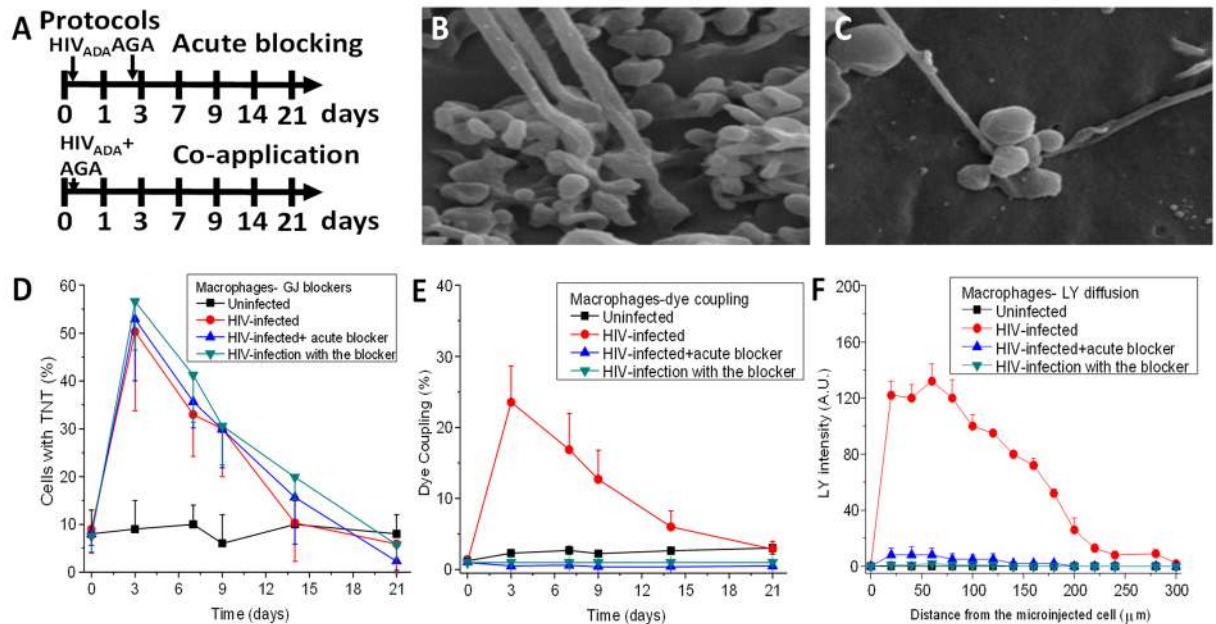 A Protocols
HIVADAAGA Acute blocking
0 1 3 7 9 14 21 days
HIVADA+
AGA Co-application
0 1 3 7 9 14 21 days
B
C
D
Macrophages- GJ blockers
Uninfected
HIV-infected
HIV-infected+ acute blocker
HIV-infection with the blocker
Cells with TNT (%)
60
50
40
30
20
10
0
0 3 6 9 12 15 18 21
Time (days)
E
Macrophages-dye coupling
Uninfected
HIV-infected
HIV-infected+acute blocker
HIV-infection with the blocker
Dye Coupling (%)
40
30
20
10
0
0 3 6 9 12 15 18 21
Time (days)
F
Macrophages- LY diffusion
Uninfected
HIV-infected
HIV-infected+acute blocker
HIV-infection with the blocker
LY intensity (A.U.)
200
160
120
80
40
0
0 50 100 150 200 250 300
Distance from the microinjected cell (μm)